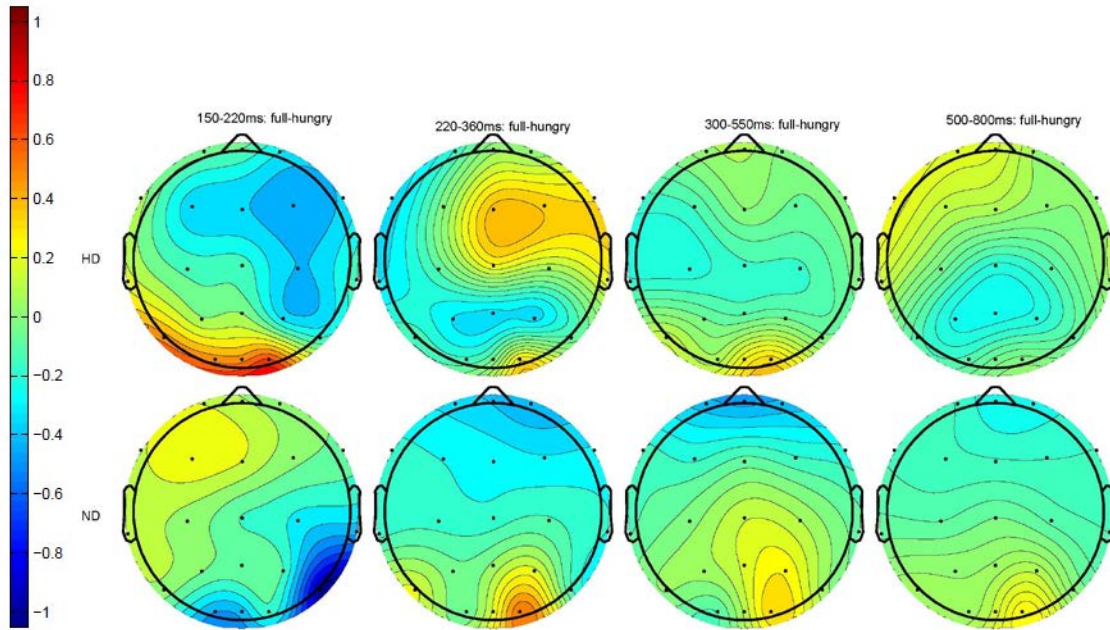 1
0.8
0.6
0.4
0.2
0
−0.2
−0.4
−0.6
−0.8
−1
150-220ms: full-hungry
220-360ms: full-hungry
300-550ms: full-hungry
500-800ms: full-hungry
HD
ND